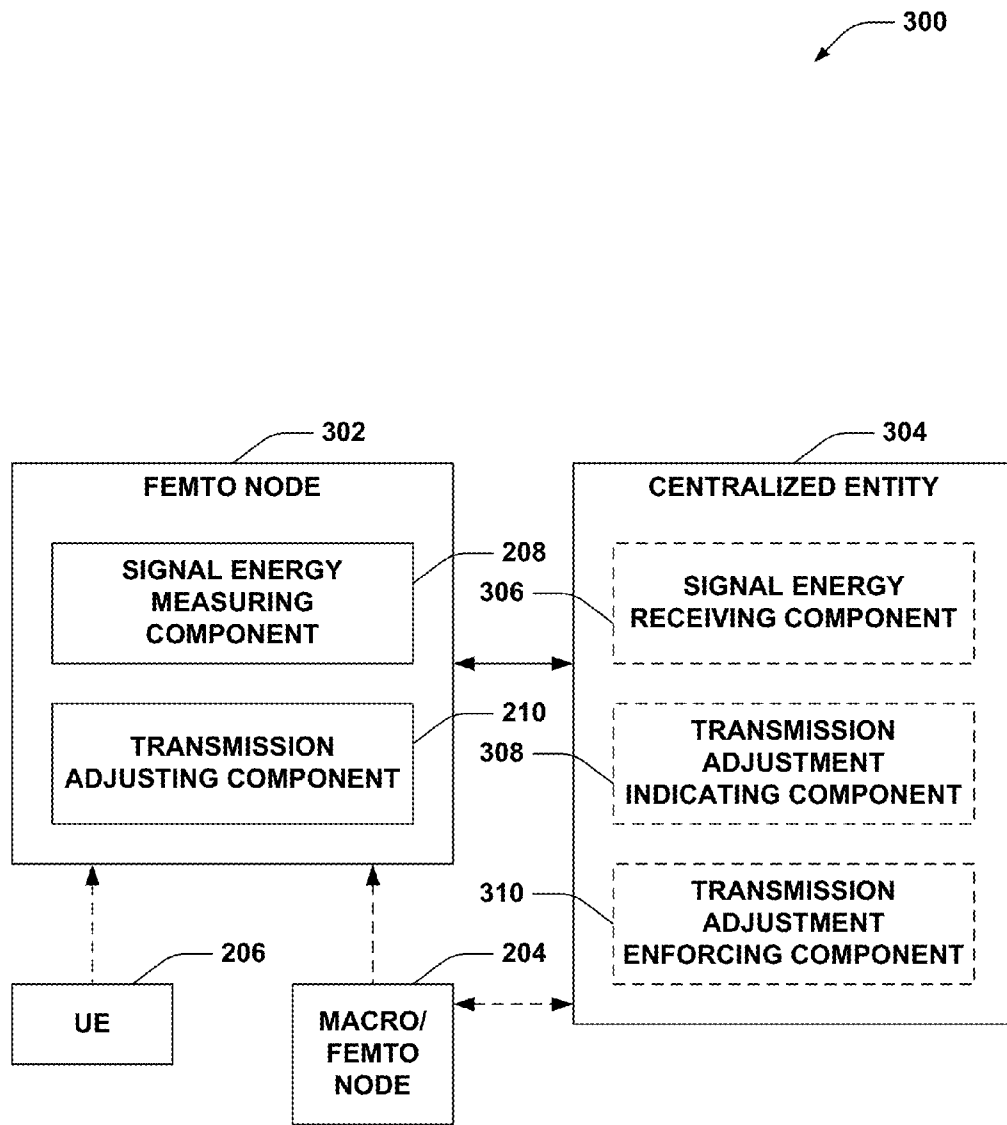 300
302
FEMTO NODE
SIGNAL ENERGY
MEASURING
COMPONENT
208
TRANSMISSION
ADJUSTING COMPONENT
210
304
CENTRALIZED ENTITY
SIGNAL ENERGY
RECEIVING COMPONENT
306
TRANSMISSION
ADJUSTMENT
INDICATING COMPONENT
308
TRANSMISSION
ADJUSTMENT
ENFORCING COMPONENT
310
206
UE
204
MACRO/
FEMTO
NODE